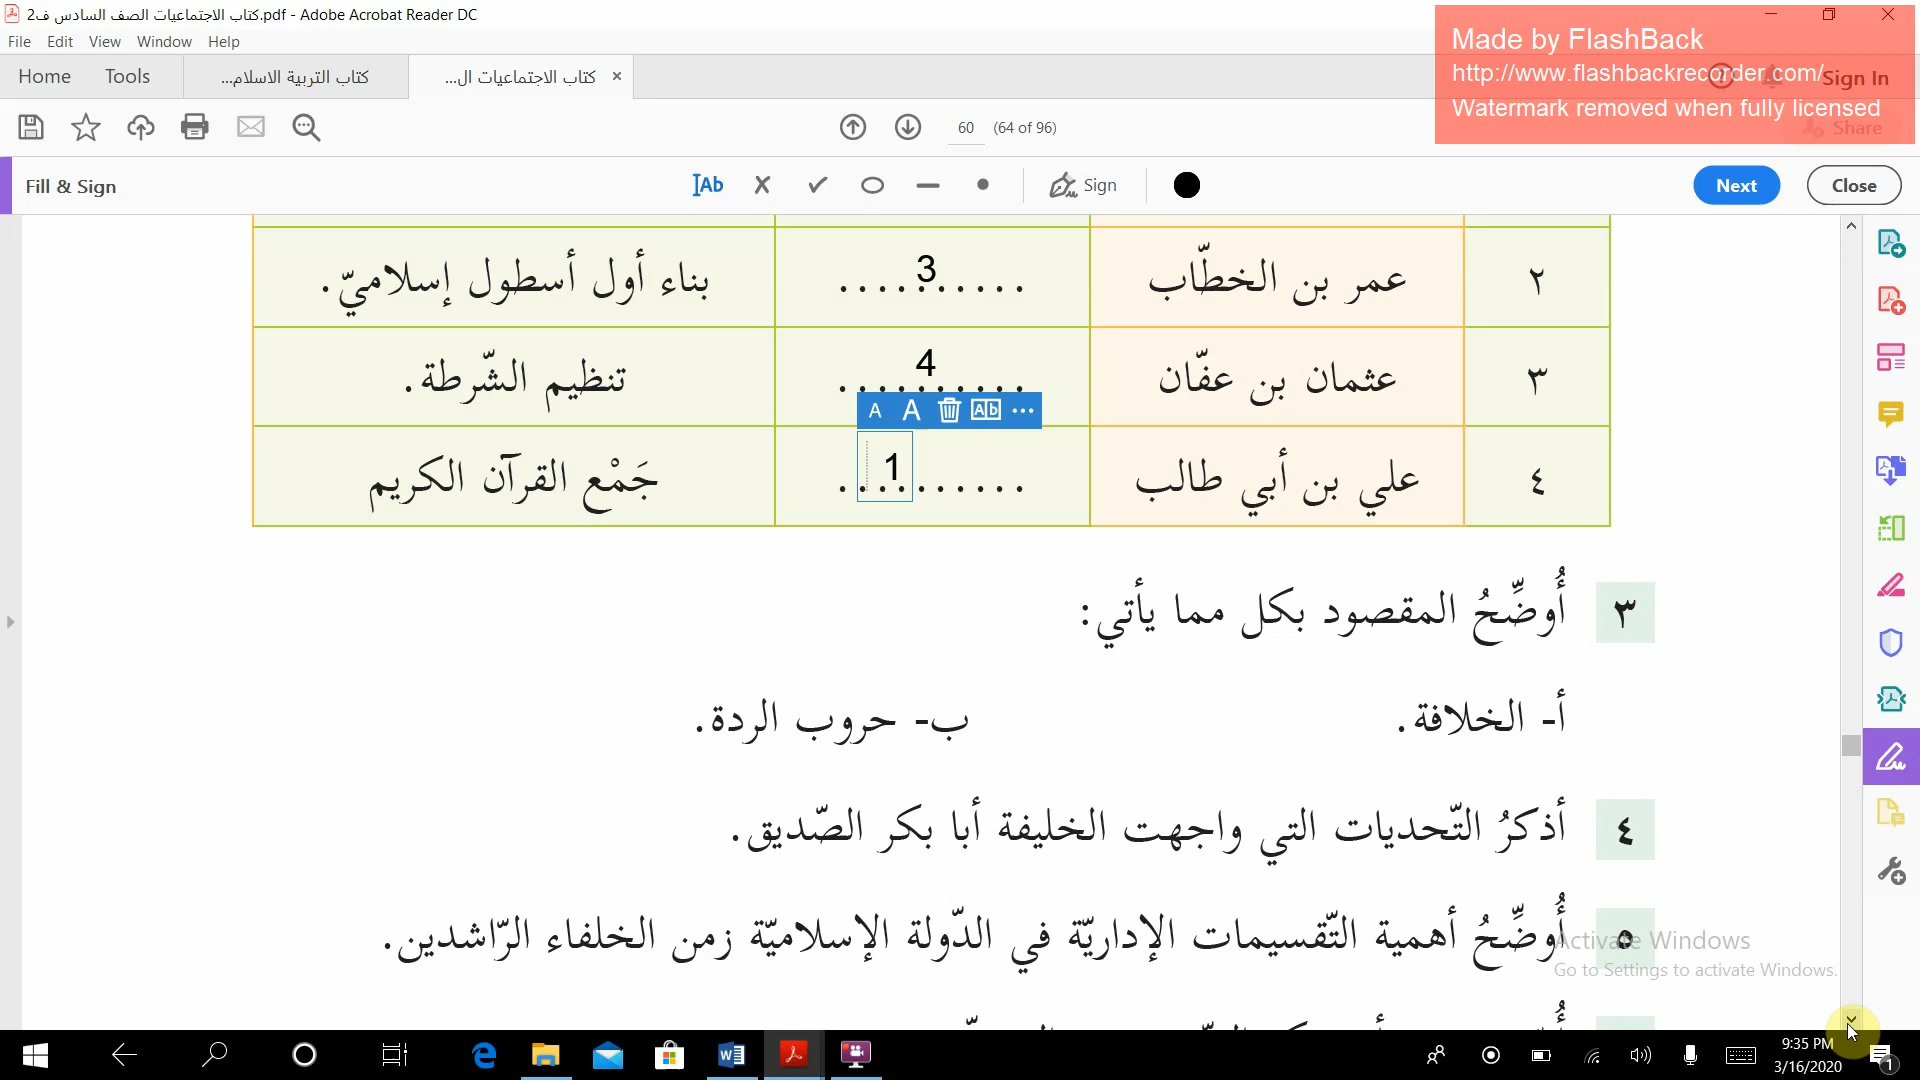 كتاب الاجتماعيات الصف السادس ف2.pdf - Adobe Acrobat Reader DC
File Edit View Window Help
Made by FlashBack
http://www.flashbackrecorder.com/
Watermark removed when fully licensed
Home Tools كتاب التربية الاسلام... كتاب الاجتماعيات ال... × Sign In
60 (64 of 96) Share
Fill & Sign Ab Sign Next Close
٢ عمر بن الخطّاب 3 .......... بناء أول أسطول إسلاميّ.
٣ عثمان بن عفّان 4 .......... تنظيم الشّرطة.
A A Ab ...
٤ علي بن أبي طالب 1 .......... جَمْع القرآن الكريم
٣ أُوضِّحُ المقصود بكل مما يأتي:
أ- الخلافة. ب- حروب الردة.
٤ أذكرُ التّحديات التي واجهت الخليفة أبا بكر الصّديق.
٥ أُوضِّحُ أهمية التّقسيمات الإداريّة في الدّولة الإسلاميّة زمن الخلفاء الرّاشدين.
Activate Windows
Go to Settings to activate Windows.
9:35 PM
3/16/2020
1